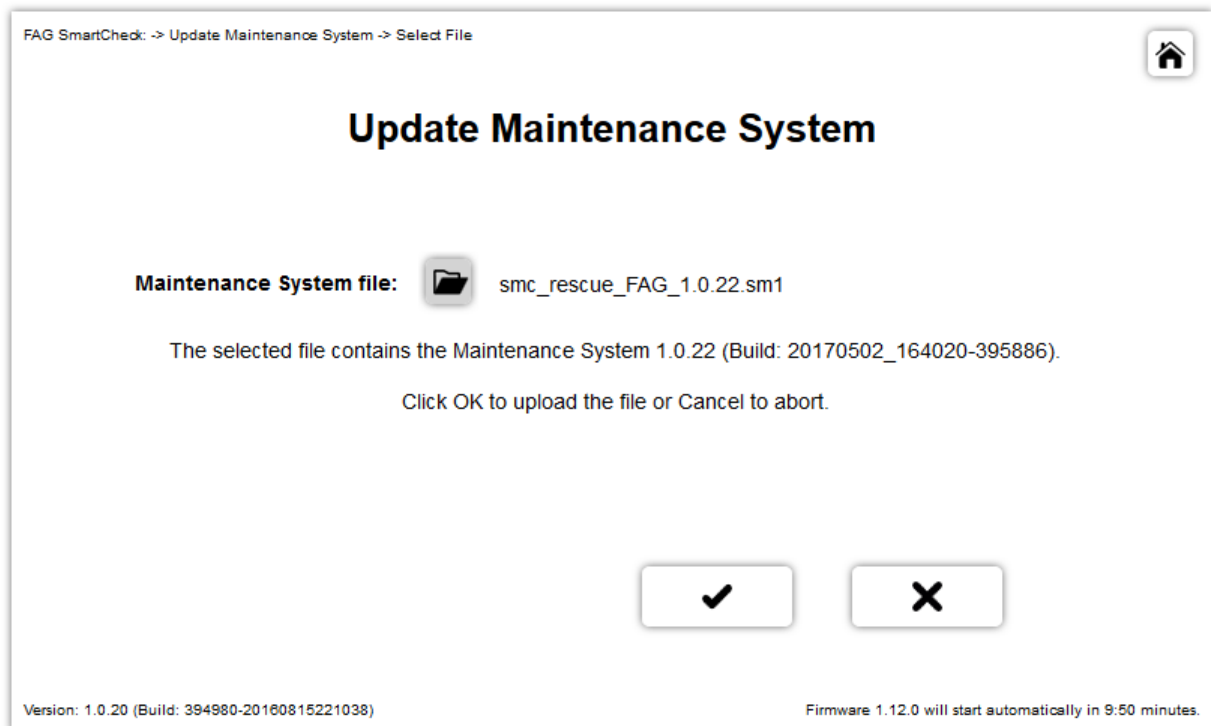 FAG SmartCheck: -> Update Maintenance System -> Select File
Update Maintenance System
Maintenance System file: smc_rescue_FAG_1.0.22.sm1
The selected file contains the Maintenance System 1.0.22 (Build: 20170502_164020-395886).
Click OK to upload the file or Cancel to abort.
Version: 1.0.20 (Build: 394980-20160815221038) Firmware 1.12.0 will start automatically in 9:50 minutes.